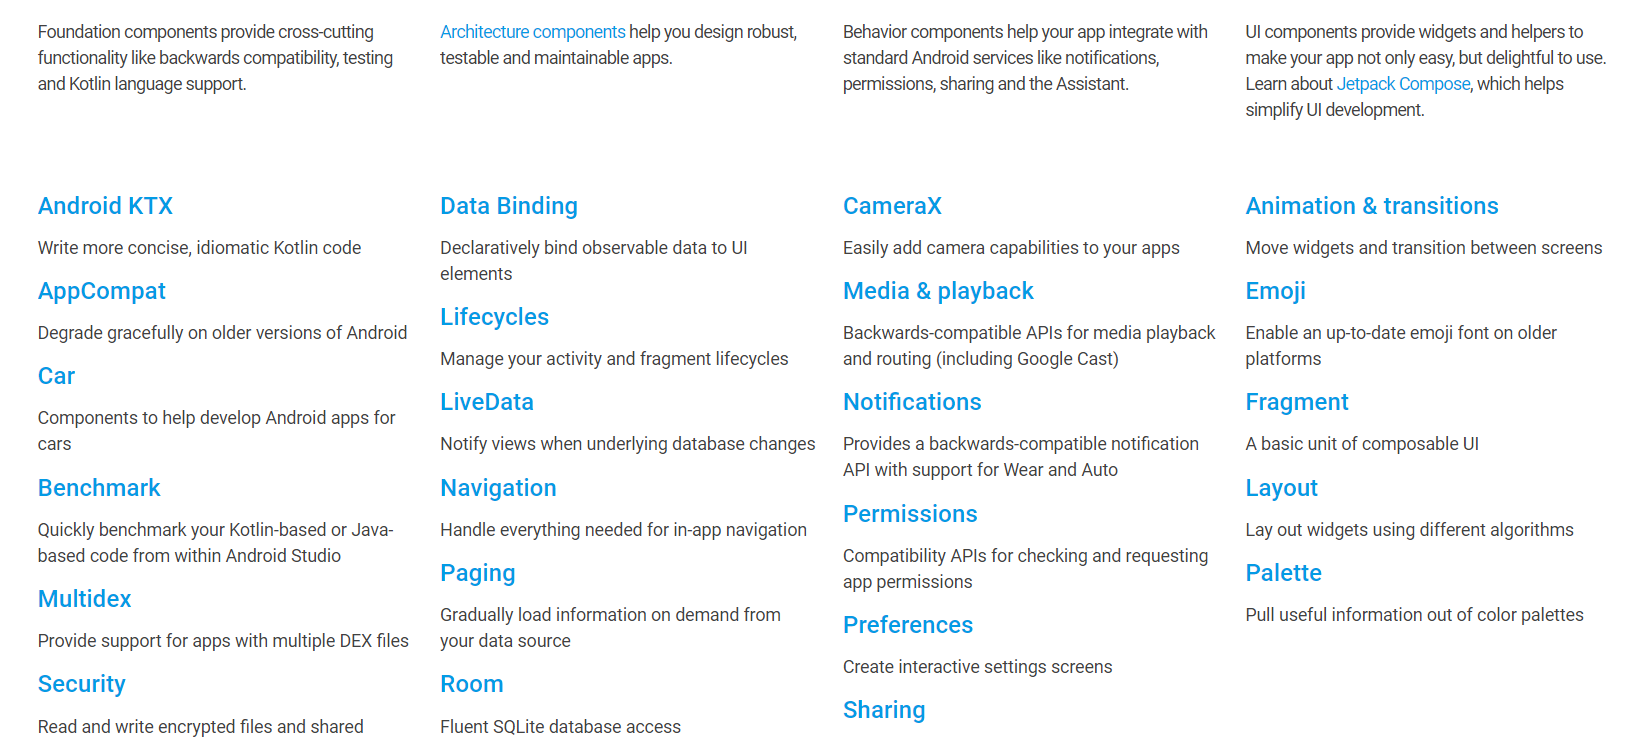 Foundation components provide cross-cutting
functionality like backwards compatibility, testing
and Kotlin language support.
Architecture components help you design robust,
testable and maintainable apps.
Behavior components help your app integrate with
standard Android services like notifications,
permissions, sharing and the Assistant.
UI components provide widgets and helpers to
make your app not only easy, but delightful to use.
Learn about Jetpack Compose, which helps
simplify UI development.
Android KTX
Write more concise, idiomatic Kotlin code
AppCompat
Degrade gracefully on older versions of Android
Car
Components to help develop Android apps for
cars
Benchmark
Quickly benchmark your Kotlin-based or Java-
based code from within Android Studio
Multidex
Provide support for apps with multiple DEX files
Security
Read and write encrypted files and shared
Data Binding
Declaratively bind observable data to UI
elements
Lifecycles
Manage your activity and fragment lifecycles
LiveData
Notify views when underlying database changes
Navigation
Handle everything needed for in-app navigation
Paging
Gradually load information on demand from
your data source
Room
Fluent SQLite database access
CameraX
Easily add camera capabilities to your apps
Media & playback
Backwards-compatible APIs for media playback
and routing (including Google Cast)
Notifications
Provides a backwards-compatible notification
API with support for Wear and Auto
Permissions
Compatibility APIs for checking and requesting
app permissions
Preferences
Create interactive settings screens
Sharing
Animation & transitions
Move widgets and transition between screens
Emoji
Enable an up-to-date emoji font on older
platforms
Fragment
A basic unit of composable UI
Layout
Lay out widgets using different algorithms
Palette
Pull useful information out of color palettes